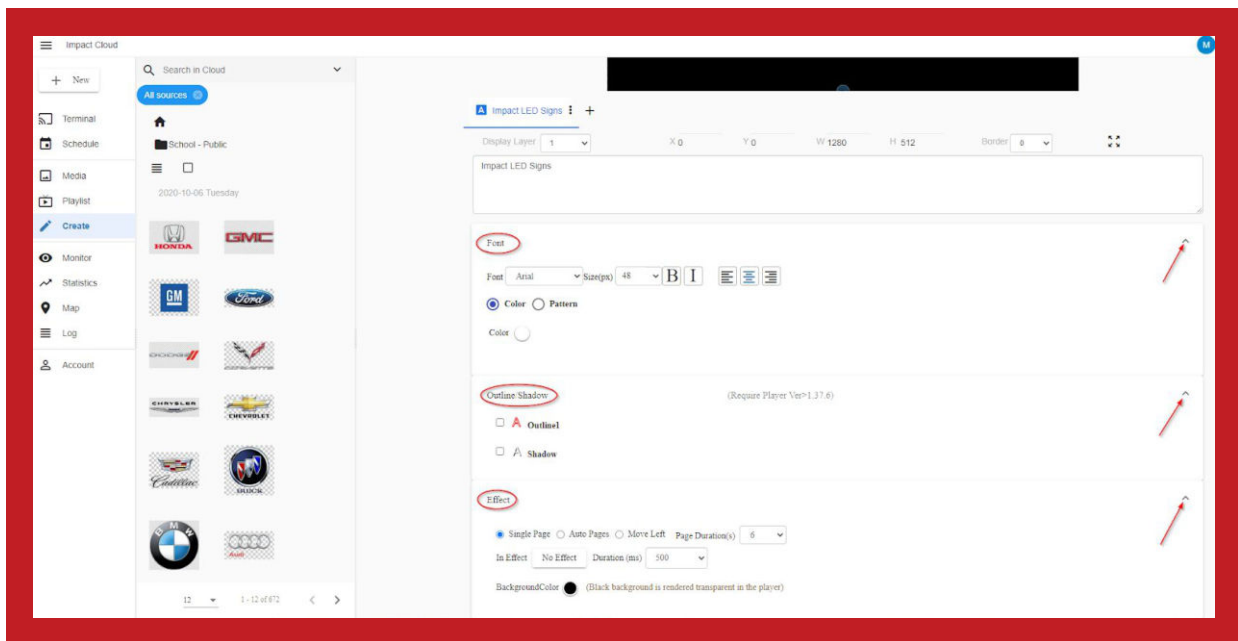 Impact Cloud
M
+ New
Terminal
Schedule
Media
Playlist
Create
Monitor
Statistics
Map
Log
Account
Search in Cloud
All sources
School - Public
2020-10-06 Tuesday
HONDA
GMC
GM
Ford
DODGE
CORVETTE
CHRYSLER
CHEVROLET
Cadillac
BUICK
BMW
Audi
12 1 - 12 of 672
A Impact LED Signs +
Display Layer 1 X 0 Y 0 W 1280 H 512 Border 0
Impact LED Signs
Font
Font Arial Size(px) 48 B I
Color Pattern
Color
Outline Shadow (Require Player Ver>1.37.6)
A Outline1
A Shadow
Effect
Single Page Auto Pages Move Left Page Duration(s) 6
In Effect No Effect Duration (ms) 500
BackgroundColor (Black background is rendered transparent in the player)